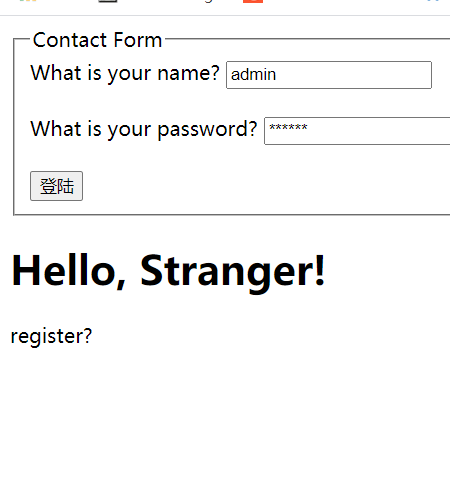 Contact Form
What is your name? admin
What is your password? ******
登陆
Hello, Stranger!
register?